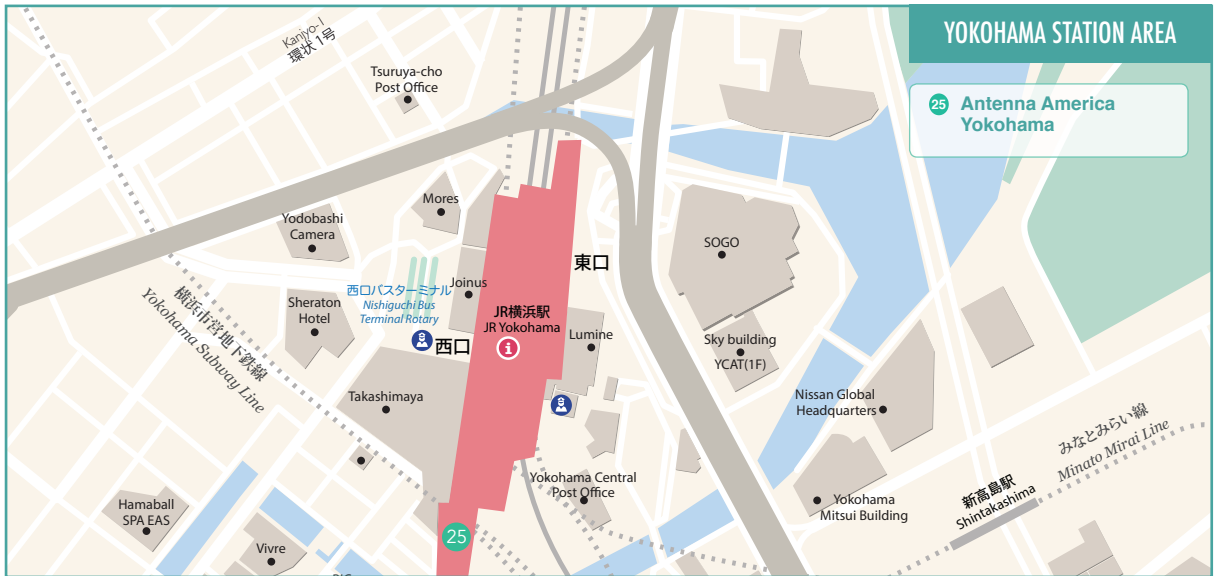 YOKOHAMA STATION AREA
25 Antenna America
Yokohama
Kanjyo-1
環状1号
Tsuruya-cho
Post Office
Mores
Yodobashi
Camera
SOGO
東口
西口バスターミナル
Nishiguchi Bus
Terminal Rotary
Joinus
Sheraton
Hotel
JR横浜駅
JR Yokohama
i
西口
Lumine
Sky building
YCAT(1F)
横浜市営地下鉄線
Yokohama Subway Line
Takashimaya
Nissan Global
Headquarters
みなとみらい線
Minato Mirai Line
Yokohama Central
Post Office
Yokohama
Mitsui Building
新高島駅
Shintakashima
Hamaball
SPA EAS
25
Vivre